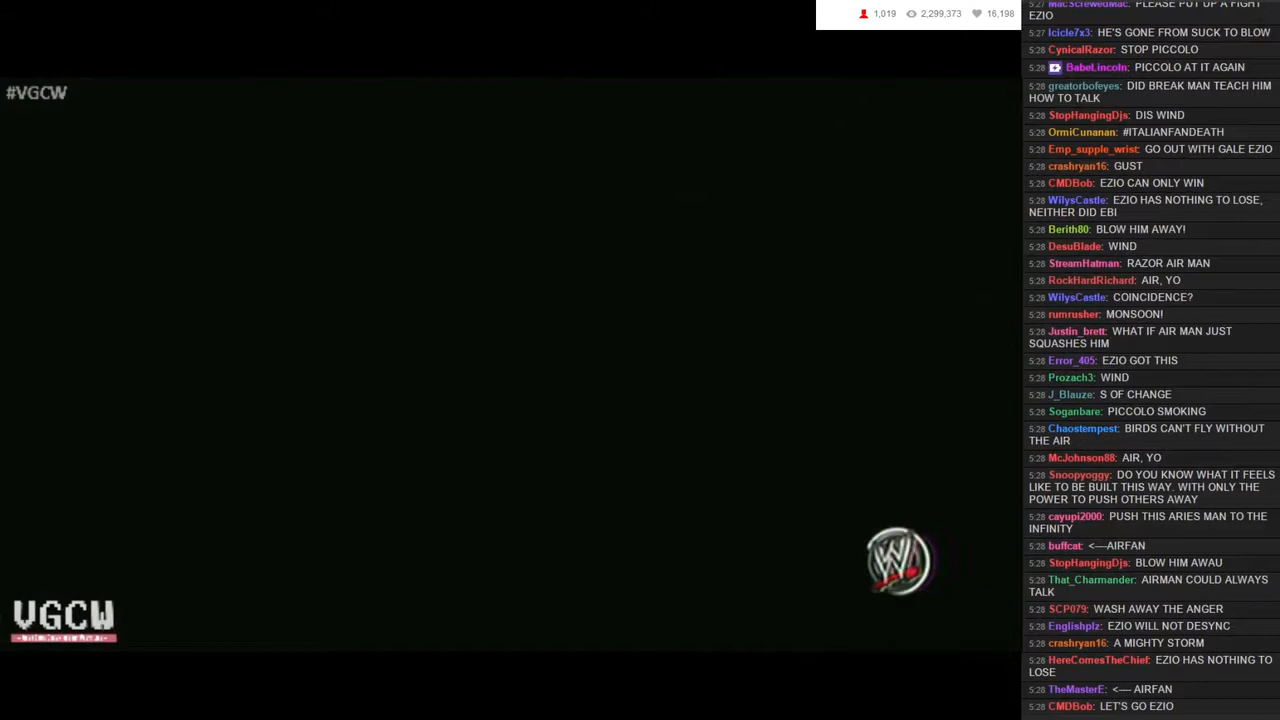 1,019 2,299,373 16,198
#VGCW
VGCW
MacScrewedMac: PLEASE PUT UP A FIGHT
EZIO
5:27 Icicle7x3: HE'S GONE FROM SUCK TO BLOW
5:28 CynicalRazor: STOP PICCOLO
5:28 BabeLincoln: PICCOLO AT IT AGAIN
5:28 greatorbofeyes: DID BREAK MAN TEACH HIM
HOW TO TALK
5:28 StopHangingDjs: DIS WIND
5:28 OrmiCunanan: #ITALIANFANDEATH
5:28 Emp_supple_wrist: GO OUT WITH GALE EZIO
5:28 crashryan16: GUST
5:28 CMDBob: EZIO CAN ONLY WIN
5:28 WilysCastle: EZIO HAS NOTHING TO LOSE,
NEITHER DID EBI
5:28 Berith80: BLOW HIM AWAY!
5:28 DesuBlade: WIND
5:28 StreamHatman: RAZOR AIR MAN
5:28 RockHardRichard: AIR, YO
5:28 WilysCastle: COINCIDENCE?
5:28 rumrusher: MONSOON!
5:28 Justin_brett: WHAT IF AIR MAN JUST
SQUASHES HIM
5:28 Error_405: EZIO GOT THIS
5:28 Prozach3: WIND
5:28 J_Blauze: S OF CHANGE
5:28 Soganbare: PICCOLO SMOKING
5:28 Chaostempest: BIRDS CAN'T FLY WITHOUT
THE AIR
5:28 McJohnson88: AIR, YO
5:28 Snoopyoggy: DO YOU KNOW WHAT IT FEELS
LIKE TO BE BUILT THIS WAY. WITH ONLY THE
POWER TO PUSH OTHERS AWAY
5:28 cayupi2000: PUSH THIS ARIES MAN TO THE
INFINITY
5:28 buffcat: <---AIRFAN
5:28 StopHangingDjs: BLOW HIM AWAU
5:28 That_Charmander: AIRMAN COULD ALWAYS
TALK
5:28 SCP079: WASH AWAY THE ANGER
5:28 Englishplz: EZIO WILL NOT DESYNC
5:28 crashryan16: A MIGHTY STORM
5:28 HereComesTheChief: EZIO HAS NOTHING TO
LOSE
5:28 TheMasterE: <--- AIRFAN
5:28 CMDBob: LET'S GO EZIO